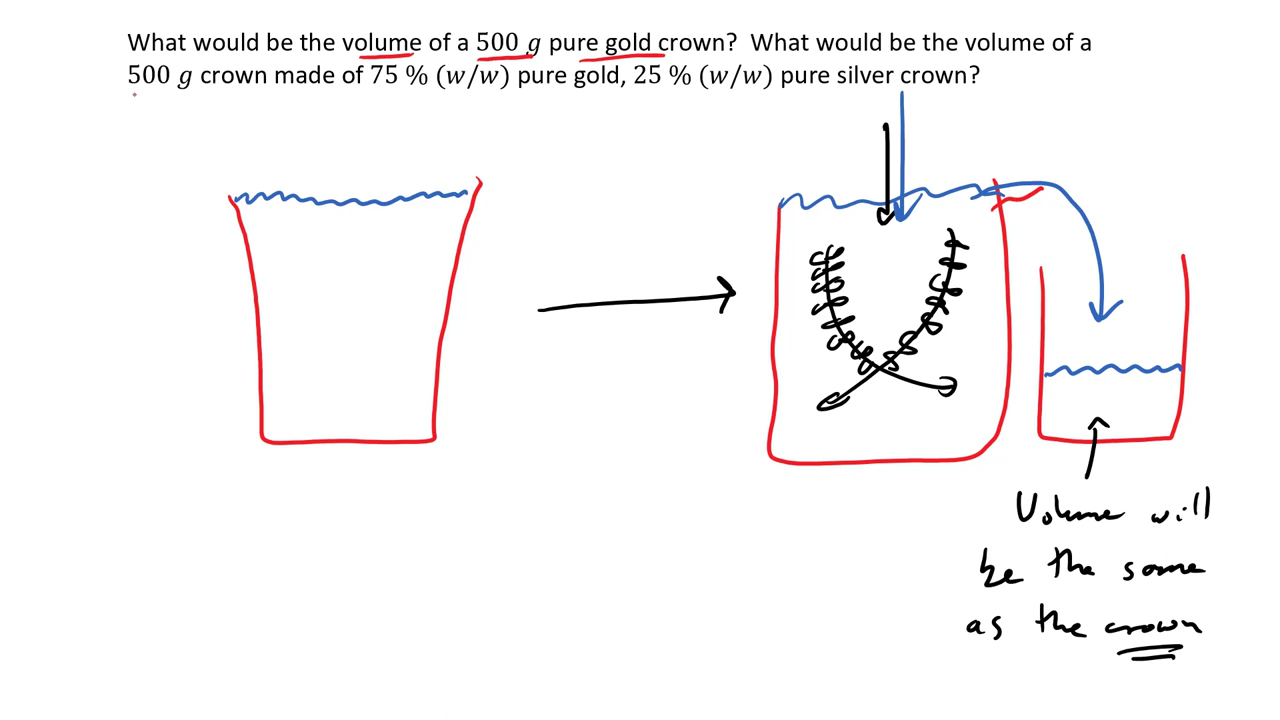 What would be the volume of a 500 g pure gold crown? What would be the volume of a
500 g crown made of 75 % (w/w) pure gold, 25 % (w/w) pure silver crown?
Volume will
be the same
as the crown